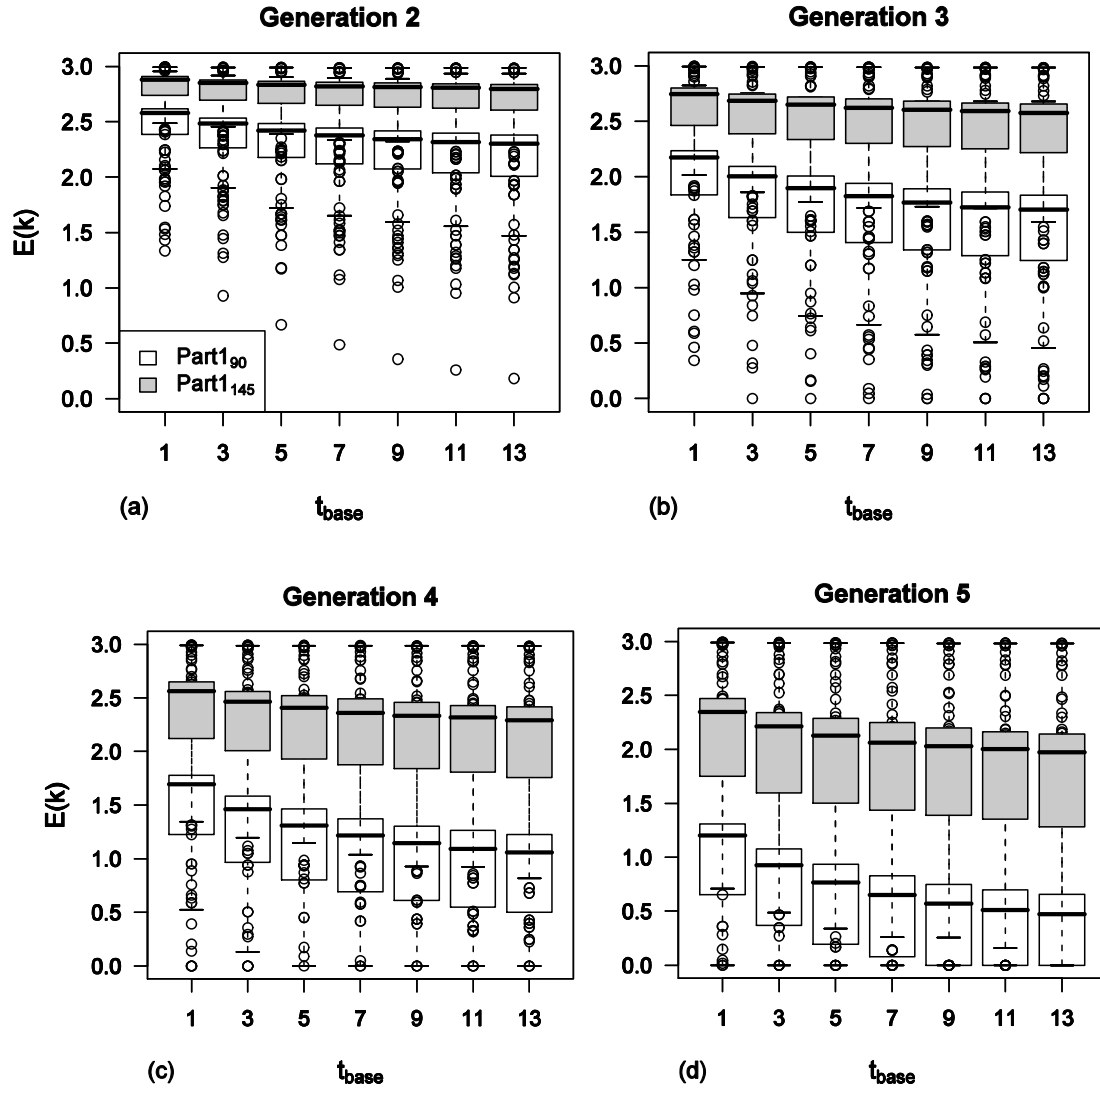 Generation 2
3.0
2.5
2.0
1.5
1.0
0.5
0.0
E(k)
Part1₉₀
Part1₁₄₅
1 3 5 7 9 11 13
(a) t_base
Generation 3
3.0
2.5
2.0
1.5
1.0
0.5
0.0
1 3 5 7 9 11 13
(b) t_base
Generation 4
3.0
2.5
2.0
1.5
1.0
0.5
0.0
E(k)
1 3 5 7 9 11 13
(c) t_base
Generation 5
3.0
2.5
2.0
1.5
1.0
0.5
0.0
1 3 5 7 9 11 13
(d) t_base